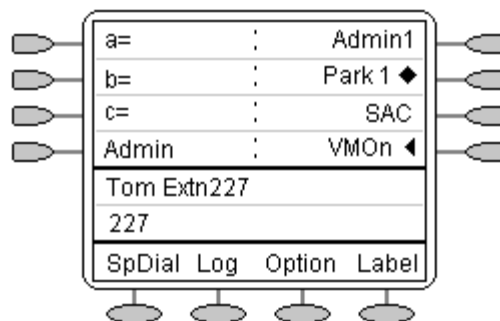 a= : Admin1
b= : Park 1 ◆
c= : SAC
Admin : VMOn ◀
Tom Extn227
227
SpDial Log Option Label